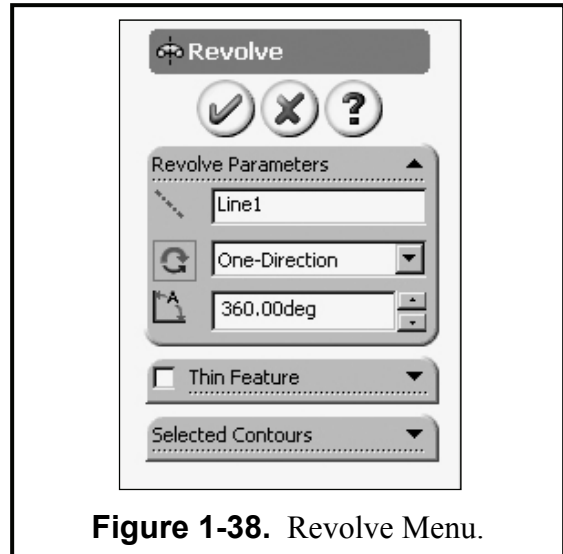 Revolve
?
Revolve Parameters
Line1
One-Direction
A
360.00deg
Thin Feature
Selected Contours
Figure 1-38. Revolve Menu.